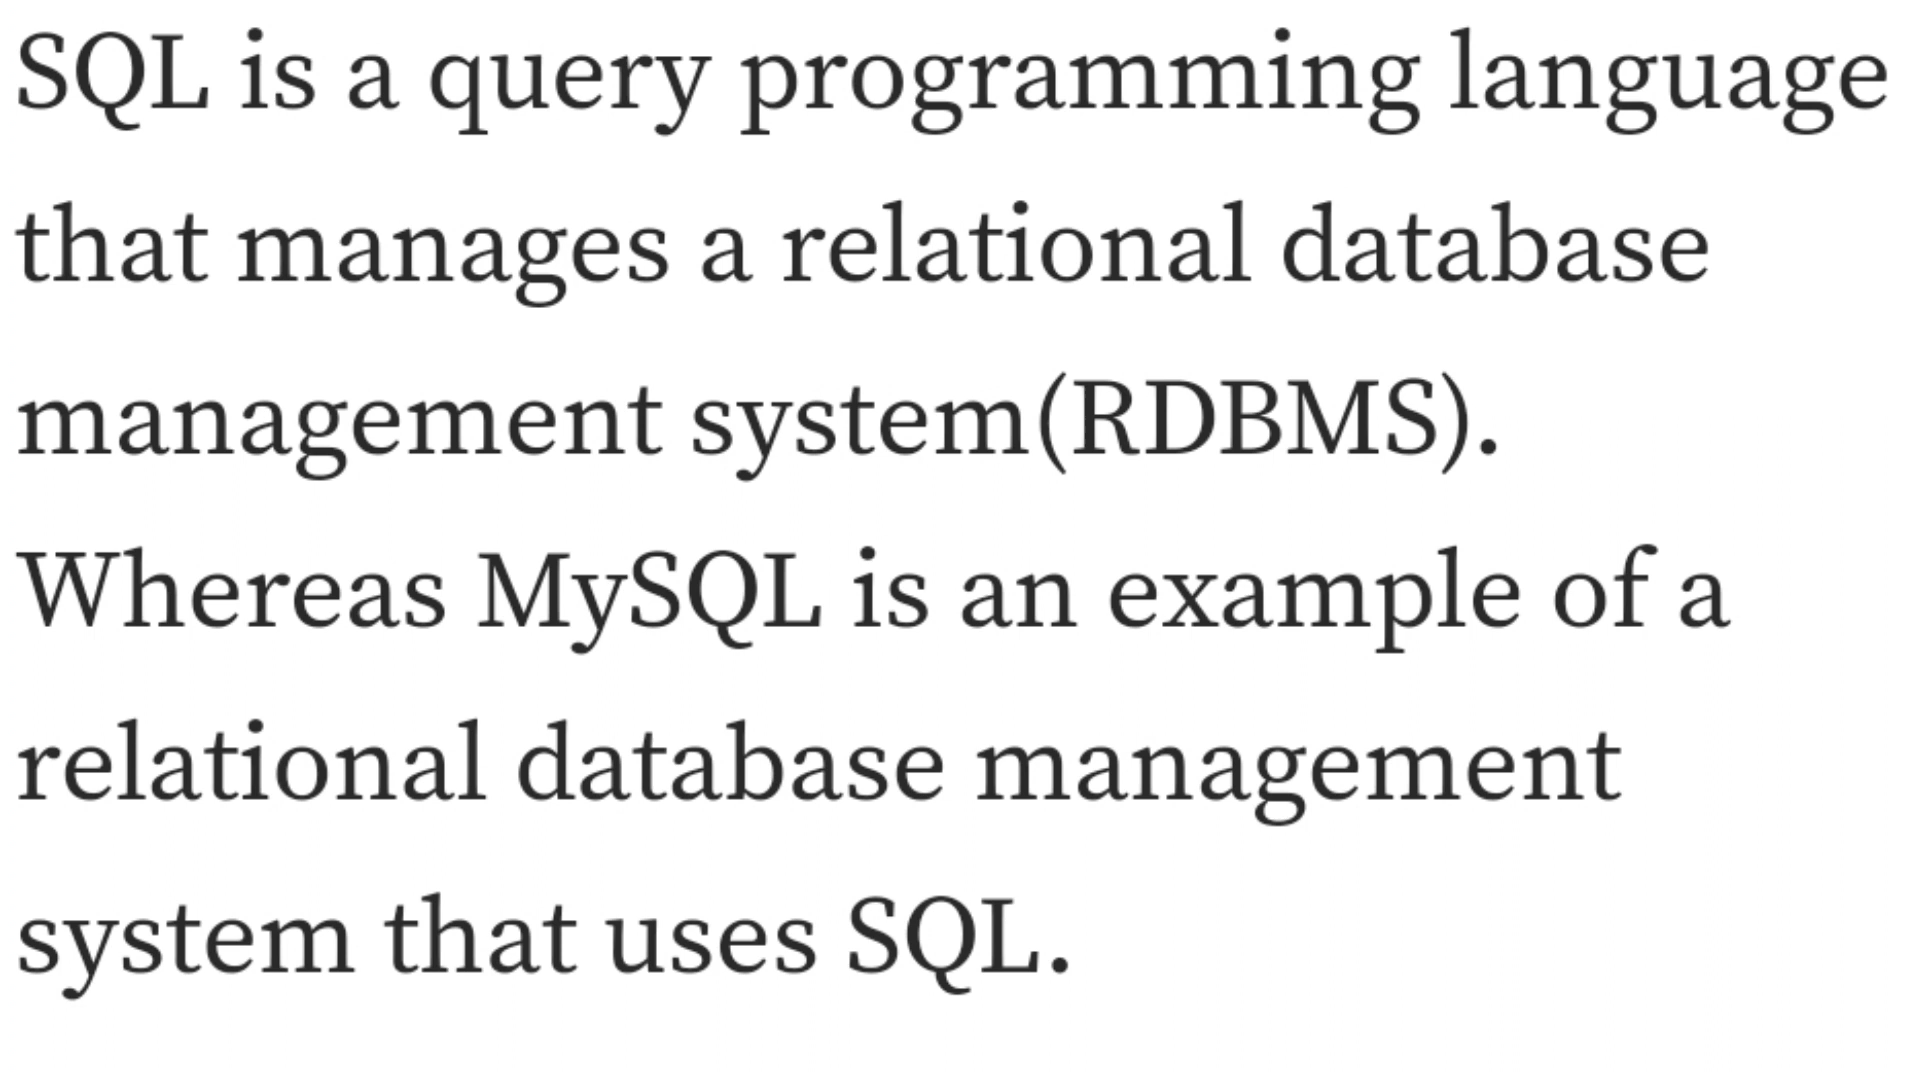 SQL is a query programming language
that manages a relational database
management system(RDBMS).
Whereas MySQL is an example of a
relational database management
system that uses SQL.